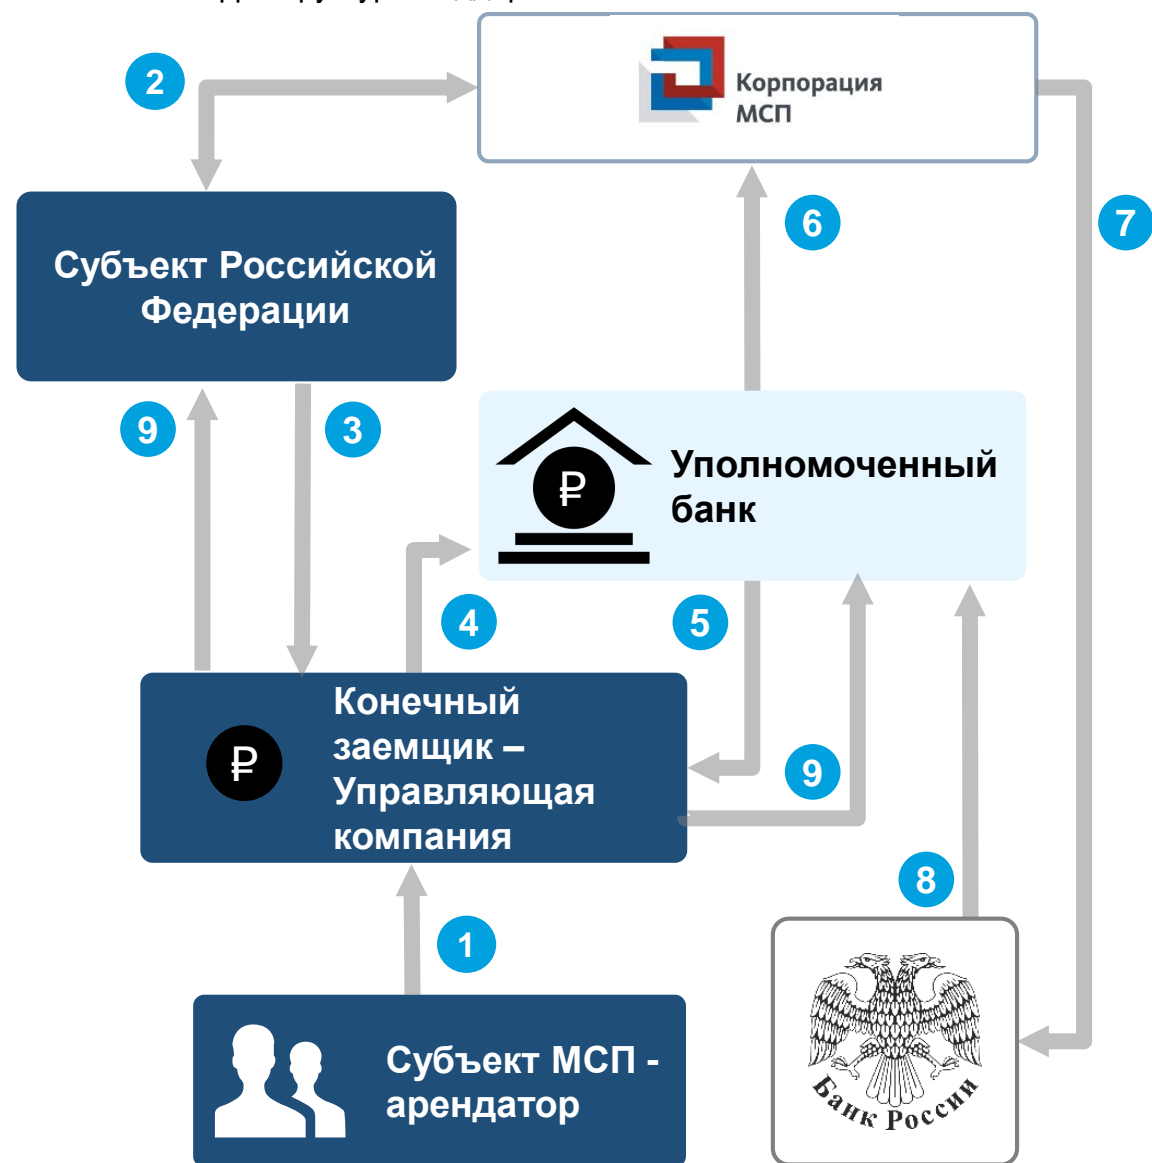 Корпорация
МСП
2
6
7
Субъект Российской
Федерации
9
3
Уполномоченный
банк
₽
4
5
Конечный
заемщик –
Управляющая
компания
₽
9
8
1
Субъект МСП -
арендатор
Банк России